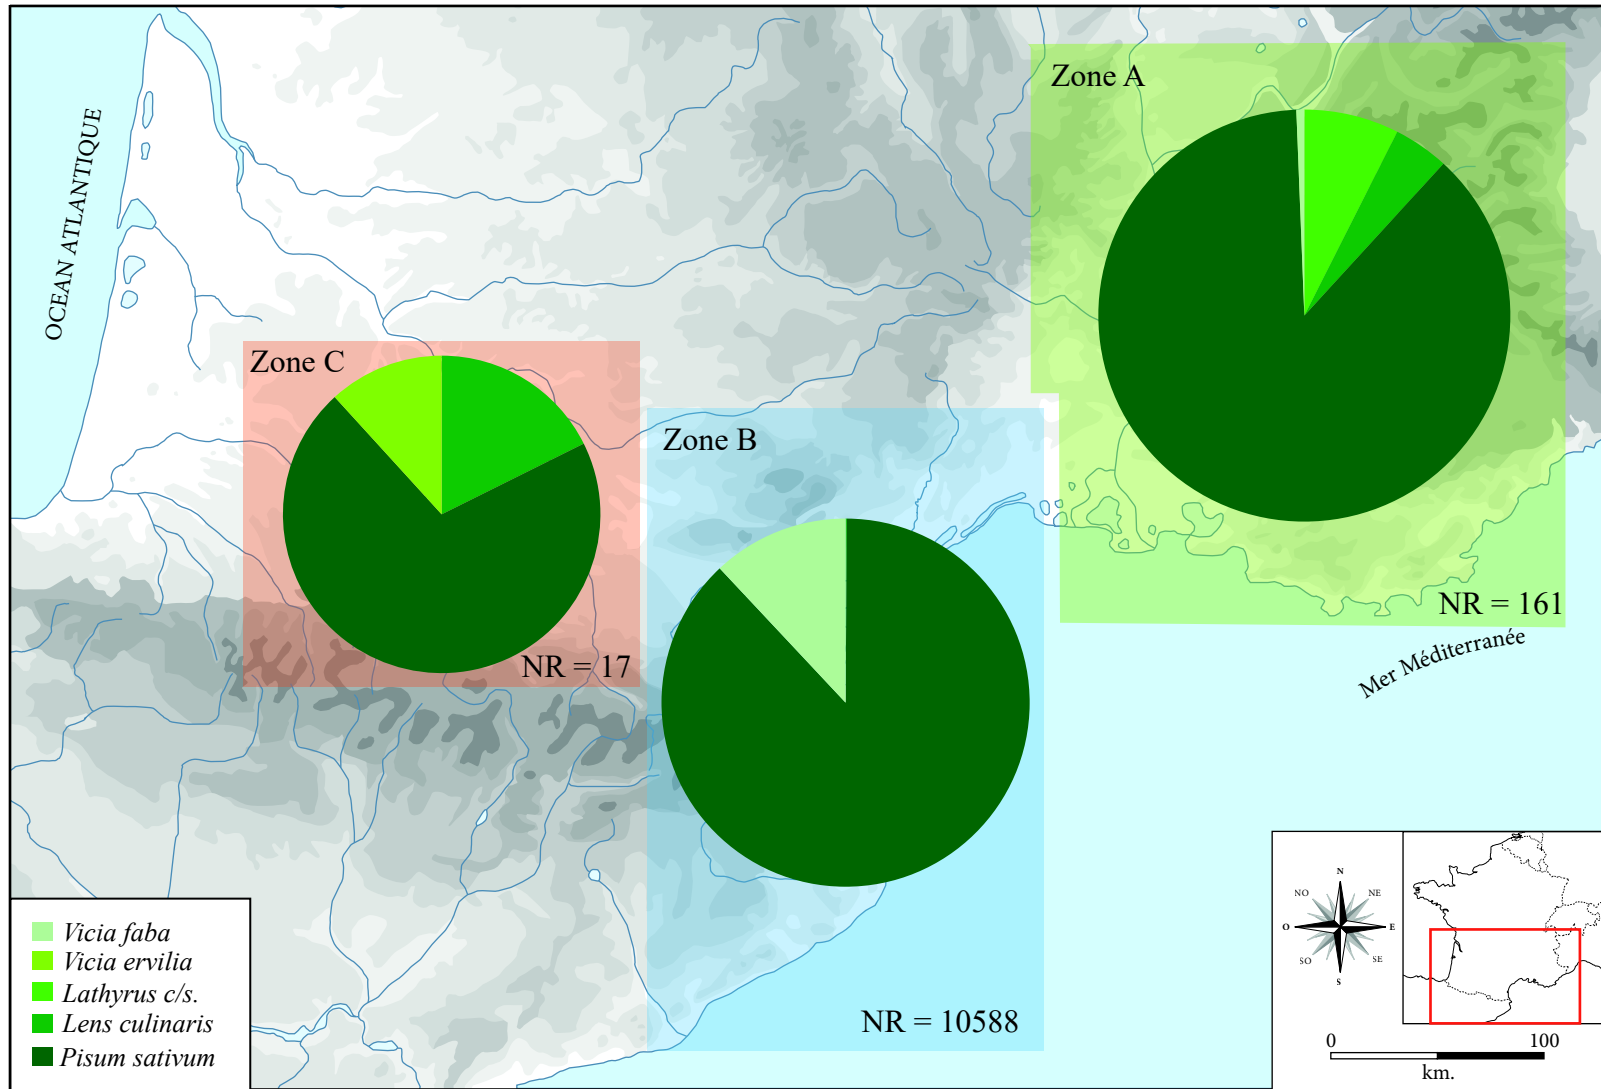 Zone A
OCEAN ATLANTIQUE
Zone C
Zone B
NR = 161
Mer Méditerranée
NR = 17
NR = 10588
Vicia faba
Vicia ervilia
Lathyrus c/s.
Lens culinaris
Pisum sativum
N
NO
NE
O
E
SO
SE
S
0
100
km.